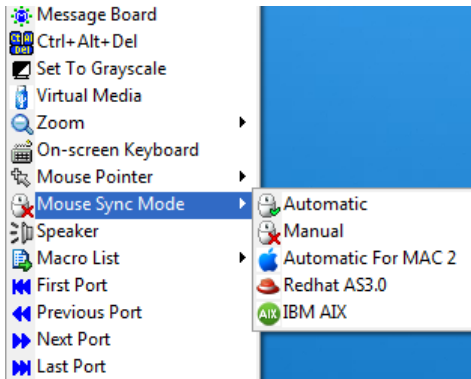 Message Board
Ctrl+Alt+Del
Set To Grayscale
Virtual Media
Zoom
On-screen Keyboard
Mouse Pointer
Mouse Sync Mode
Speaker
Macro List
First Port
Previous Port
Next Port
Last Port
Automatic
Manual
Automatic For MAC 2
Redhat AS3.0
AIX IBM AIX